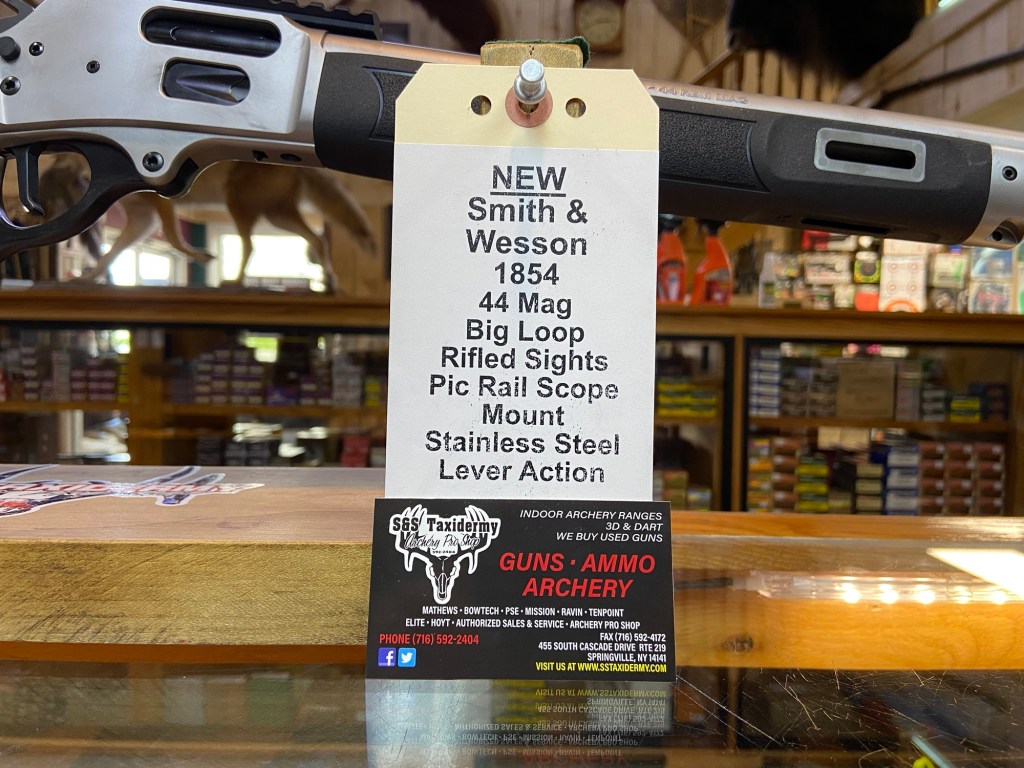 NEW
Smith &
Wesson
1854
44 Mag
Big Loop
Rifled Sights
Pic Rail Scope
Mount
Stainless Steel
Lever Action
S&S Taxidermy
Archery Pro Shop
592-2404
INDOOR ARCHERY RANGES
3D & DART
WE BUY USED GUNS
GUNS · AMMO
ARCHERY
MATHEWS • BOWTECH • PSE • MISSION • RAVIN • TENPOINT
ELITE • HOYT • AUTHORIZED SALES & SERVICE • ARCHERY PRO SHOP
PHONE (716) 592-2404
FAX (716) 592-4172
455 SOUTH CASCADE DRIVE RTE 219
SPRINGVILLE, NY 14141
VISIT US AT WWW.SSTAXIDERMY.COM